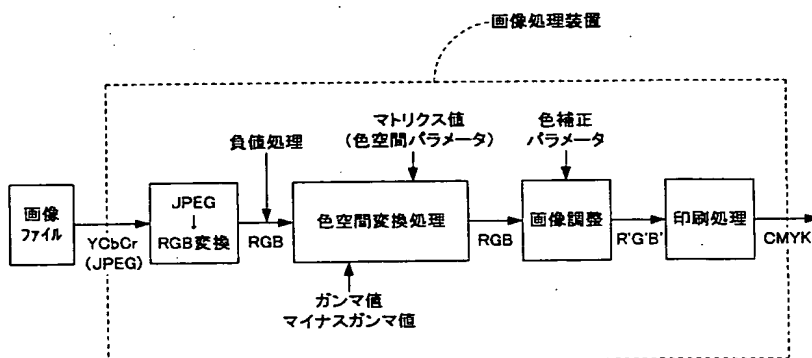 画像処理装置
マトリクス値
(色空間パラメータ)
色補正
パラメータ
負値処理
画像
ファイル
YCbCr
(JPEG)
JPEG
↓
RGB変換
RGB
色空間変換処理
RGB
画像調整
R'G'B'
印刷処理
CMYK
ガンマ値
マイナスガンマ値